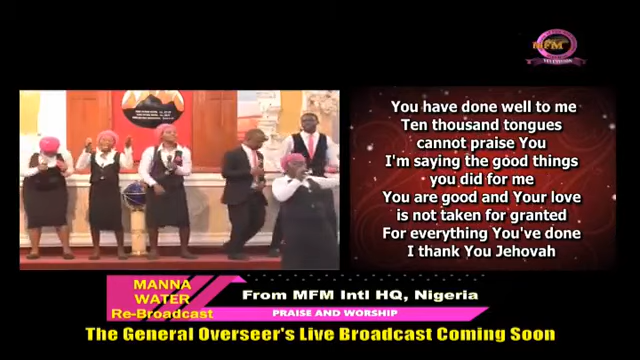 MFM
TELEVISION
You have done well to me
Ten thousand tongues
cannot praise You
I'm saying the good things
you did for me
You are good and Your love
is not taken for granted
For everything You've done
I thank You Jehovah
MANNA
WATER
Re-Broadcast
From MFM Intl HQ, Nigeria
PRAISE AND WORSHIP
The General Overseer's Live Broadcast Coming Soon